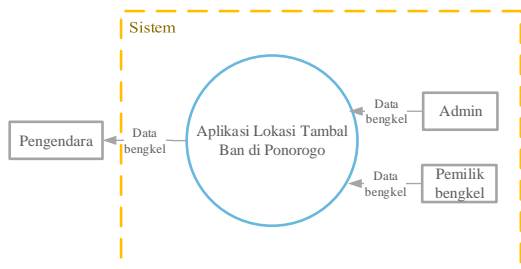 Sistem
Pengendara
Data
bengkel
Aplikasi Lokasi Tambal
Ban di Ponorogo
Data
bengkel
Admin
Data
bengkel
Pemilik
bengkel